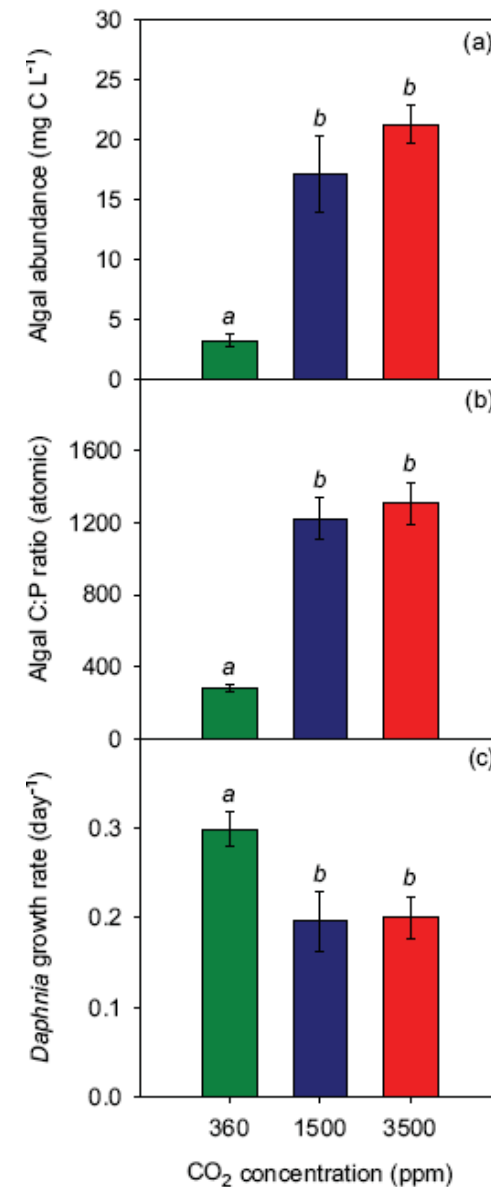 (a)
Algal abundance (mg C L⁻¹)
30
25
20
15
10
5
0
a
b
b
(b)
Algal C:P ratio (atomic)
1600
1200
800
400
0
a
b
b
(c)
Daphnia growth rate (day⁻¹)
0.3
0.2
0.1
0.0
a
b
b
360 1500 3500
CO₂ concentration (ppm)